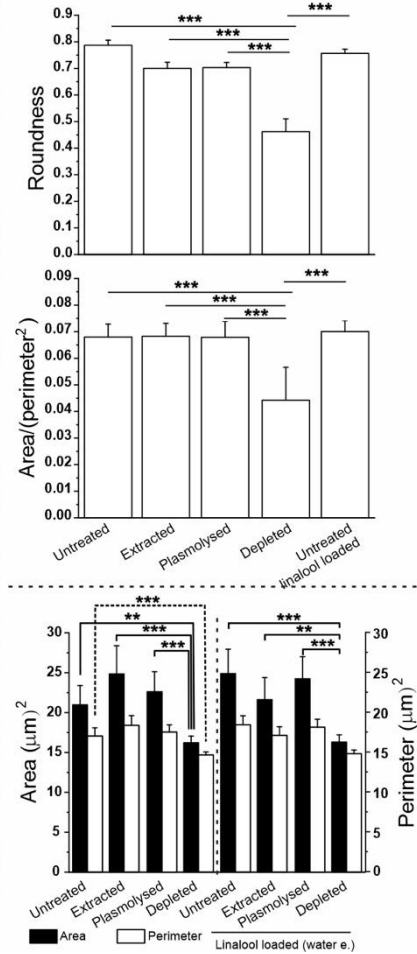 0.9
0.8
0.7
0.6
0.5
0.4
0.3
0.2
0.1
0.0
Roundness
***
***
***
***
0.09
0.08
0.07
0.06
0.05
0.04
0.03
0.02
0.01
0.00
Area/(perimeter²)
***
***
***
***
Untreated
Extracted
Plasmolysed
Depleted
Untreated
linalool loaded
30
25
20
15
10
5
0
Area (μm)²
***
**
***
***
***
**
***
30
25
20
15
10
5
0
Perimeter (μm)²
Untreated
Extracted
Plasmolysed
Depleted
Untreated
Extracted
Plasmolysed
Depleted
Area
Perimeter
Linalool loaded (water e.)